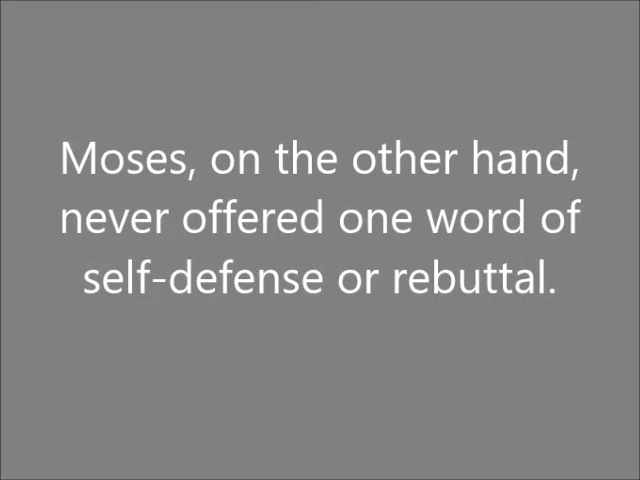 Moses, on the other hand,
never offered one word of
self-defense or rebuttal.